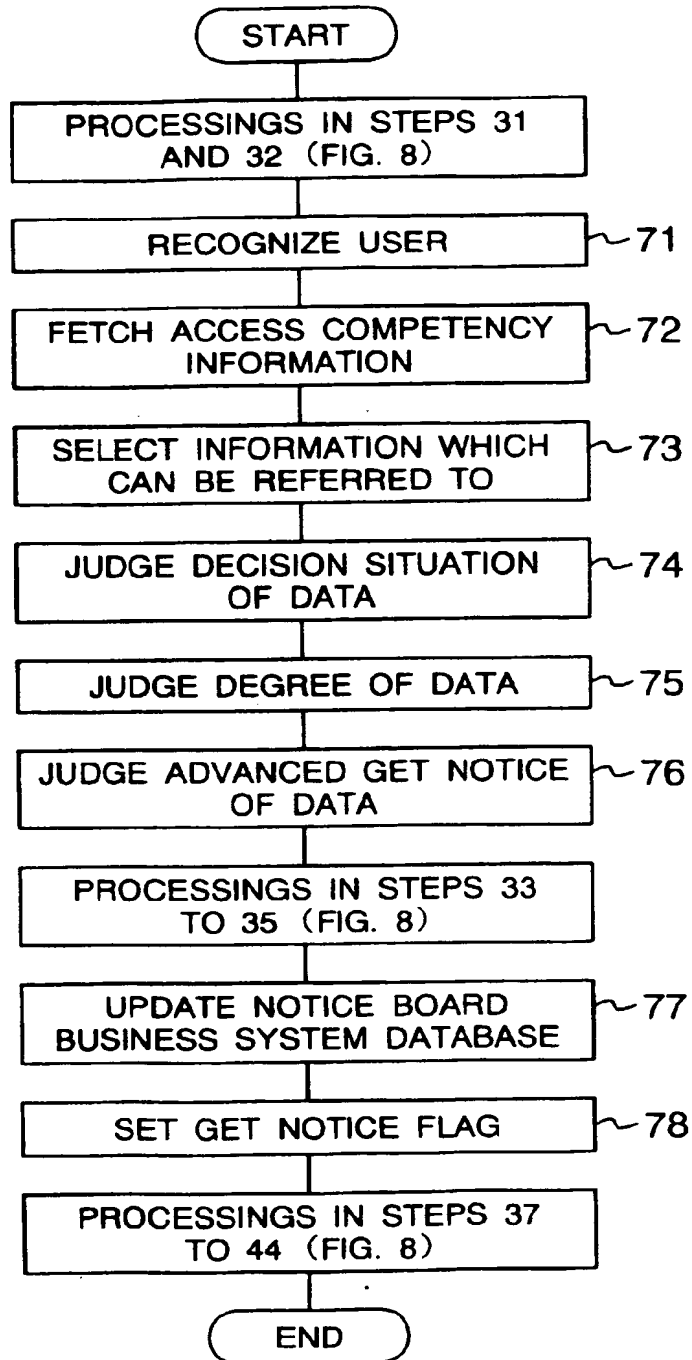 START
PROCESSINGS IN STEPS 31
AND 32 (FIG. 8)
RECOGNIZE USER
71
FETCH ACCESS COMPETENCY
INFORMATION
72
SELECT INFORMATION WHICH
CAN BE REFERRED TO
73
JUDGE DECISION SITUATION
OF DATA
74
JUDGE DEGREE OF DATA
75
JUDGE ADVANCED GET NOTICE
OF DATA
76
PROCESSINGS IN STEPS 33
TO 35 (FIG. 8)
UPDATE NOTICE BOARD
BUSINESS SYSTEM DATABASE
77
SET GET NOTICE FLAG
78
PROCESSINGS IN STEPS 37
TO 44 (FIG. 8)
END